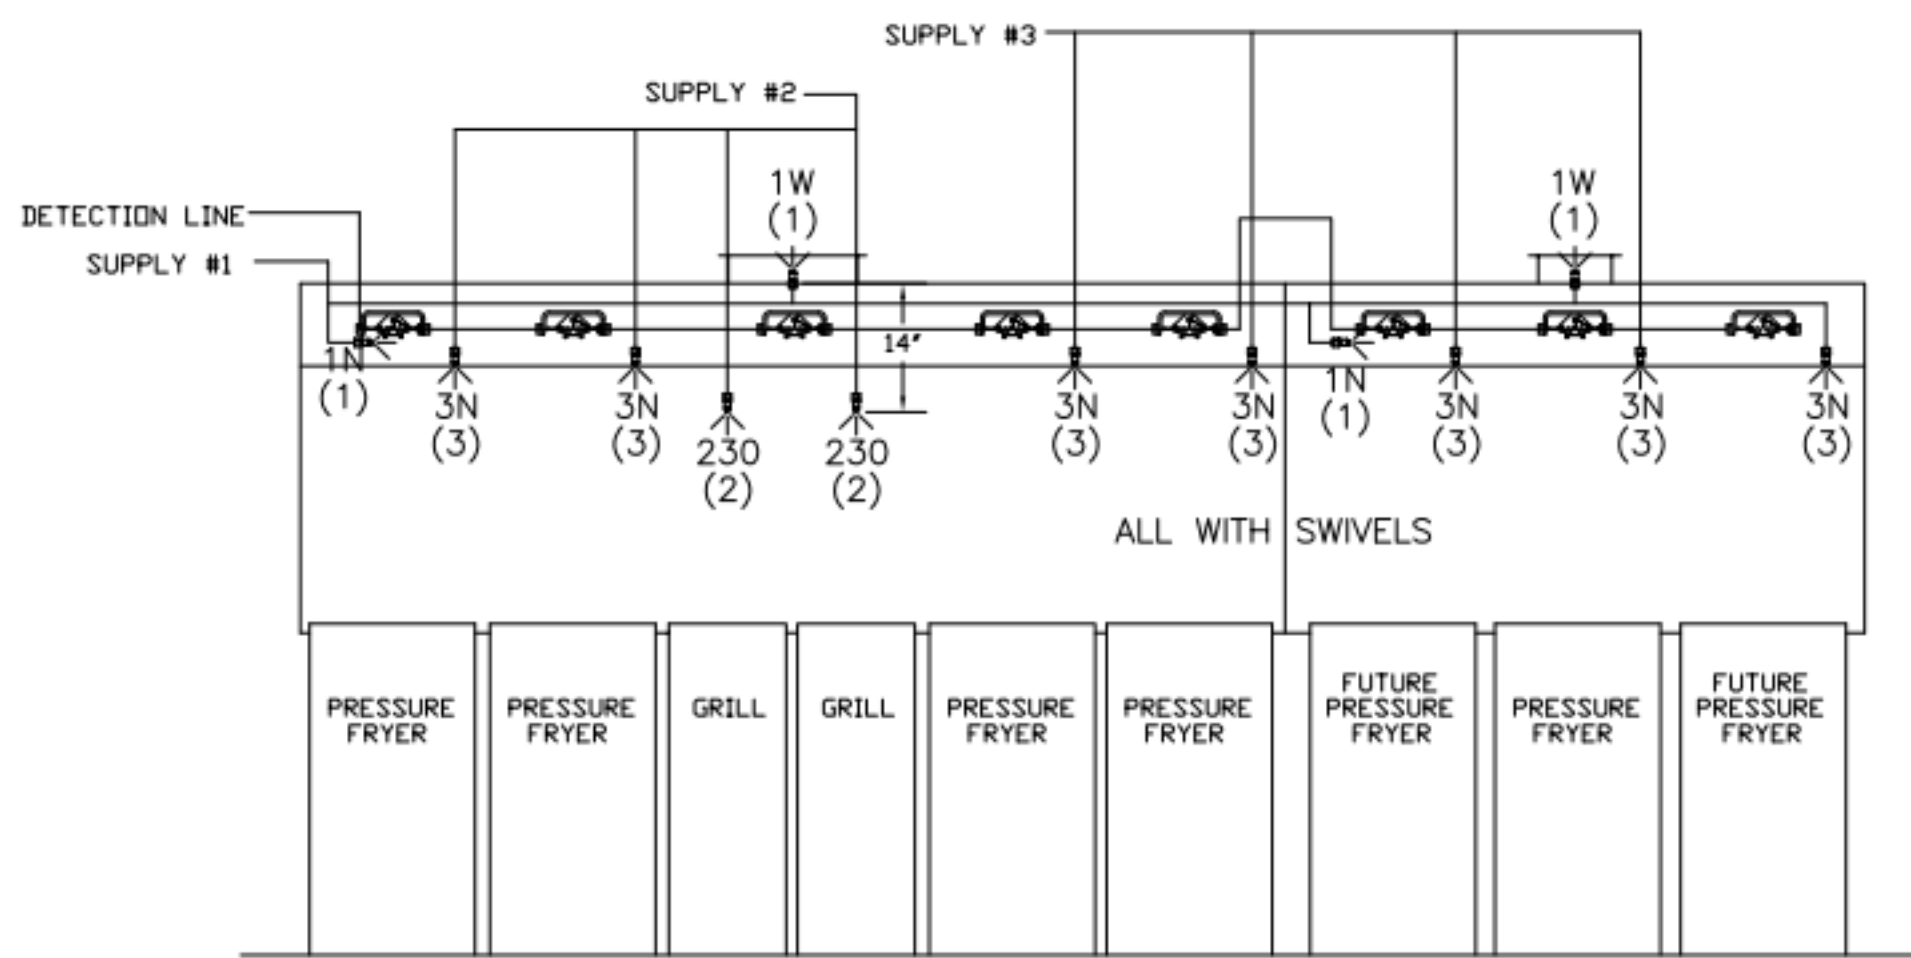 SUPPLY #3
SUPPLY #2
1W
(1)
1W
(1)
DETECTION LINE
SUPPLY #1
14"
1N
(1)
3N
(3)
3N
(3)
230
(2)
230
(2)
3N
(3)
3N
(3)
1N
(1)
3N
(3)
3N
(3)
3N
(3)
ALL WITH SWIVELS
PRESSURE
FRYER
PRESSURE
FRYER
GRILL
GRILL
PRESSURE
FRYER
PRESSURE
FRYER
FUTURE
PRESSURE
FRYER
PRESSURE
FRYER
FUTURE
PRESSURE
FRYER